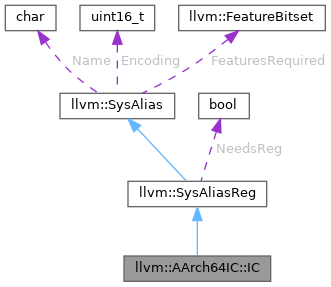 char uint16_t llvm::FeatureBitset
Name Encoding FeaturesRequired
llvm::SysAlias bool
NeedsReg
llvm::SysAliasReg
llvm::AArch64IC::IC